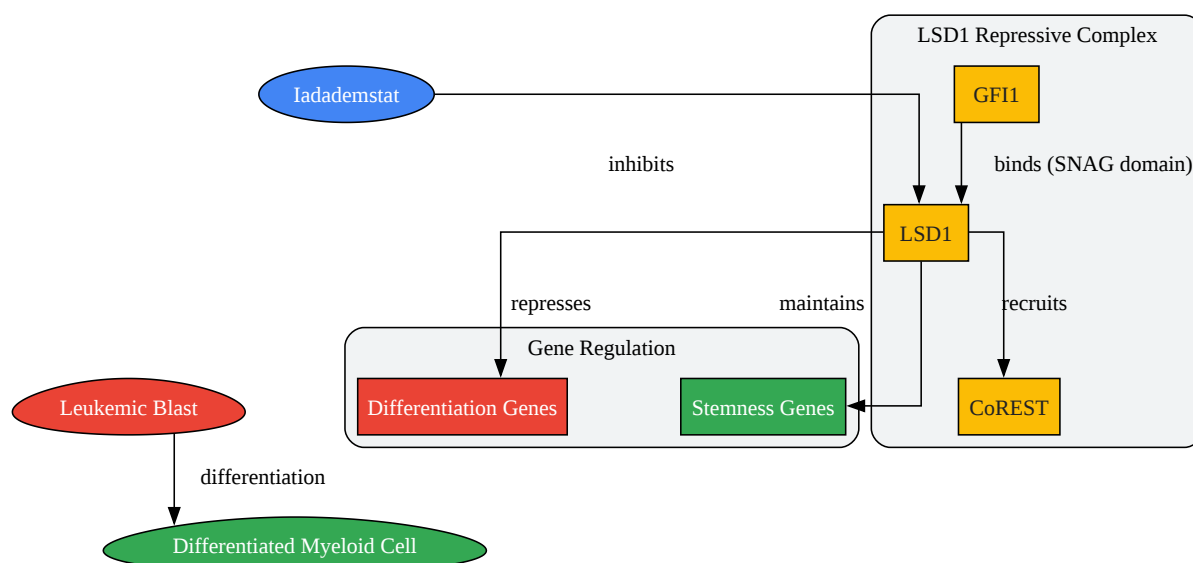 LSD1 Repressive Complex
Iadademstat
GFI1
inhibits
binds (SNAG domain)
LSD1
represses
maintains
recruits
Gene Regulation
Leukemic Blast
Differentiation Genes
Stemness Genes
CoREST
differentiation
Differentiated Myeloid Cell